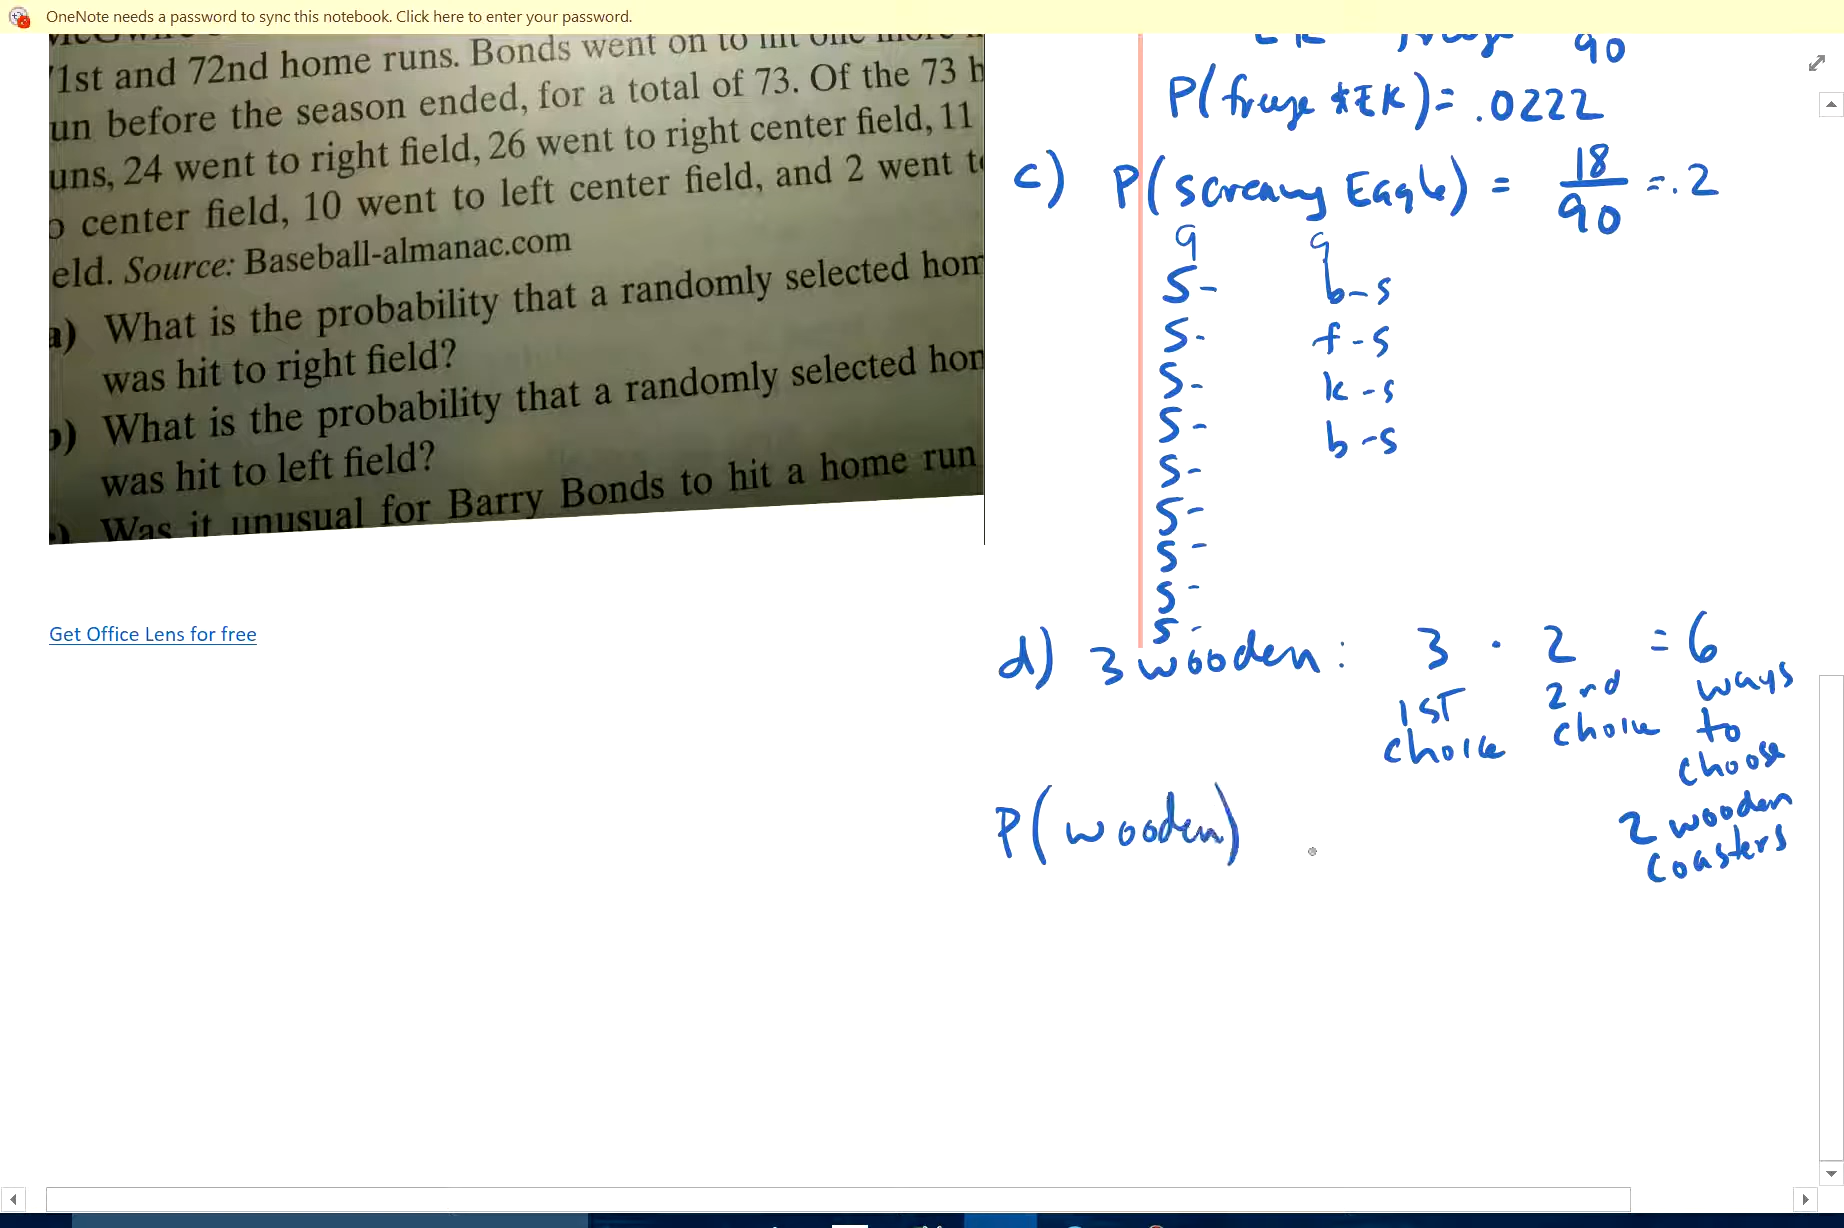 OneNote needs a password to sync this notebook. Click here to enter your password.
1st and 72nd home runs. Bonds went on to hit one more
un before the season ended, for a total of 73. Of the 73 h
uns, 24 went to right field, 26 went to right center field, 11
o center field, 10 went to left center field, and 2 went to
eld. Source: Baseball-almanac.com
a) What is the probability that a randomly selected hom
was hit to right field?
b) What is the probability that a randomly selected hom
was hit to left field?
Was it unusual for Barry Bonds to hit a home run
Get Office Lens for free
90
P(freeze & EK) = .0222
c) P(screamy Eagle) = 18/90 = .2
9 9
S- b-s
S- f-s
S- k-s
S- b-s
S-
S-
S-
S-
S-
d) 3 wooden: 3 · 2 = 6
1ST 2nd ways
choice choice to
choose
2 wooden
coasters
P(wooden)